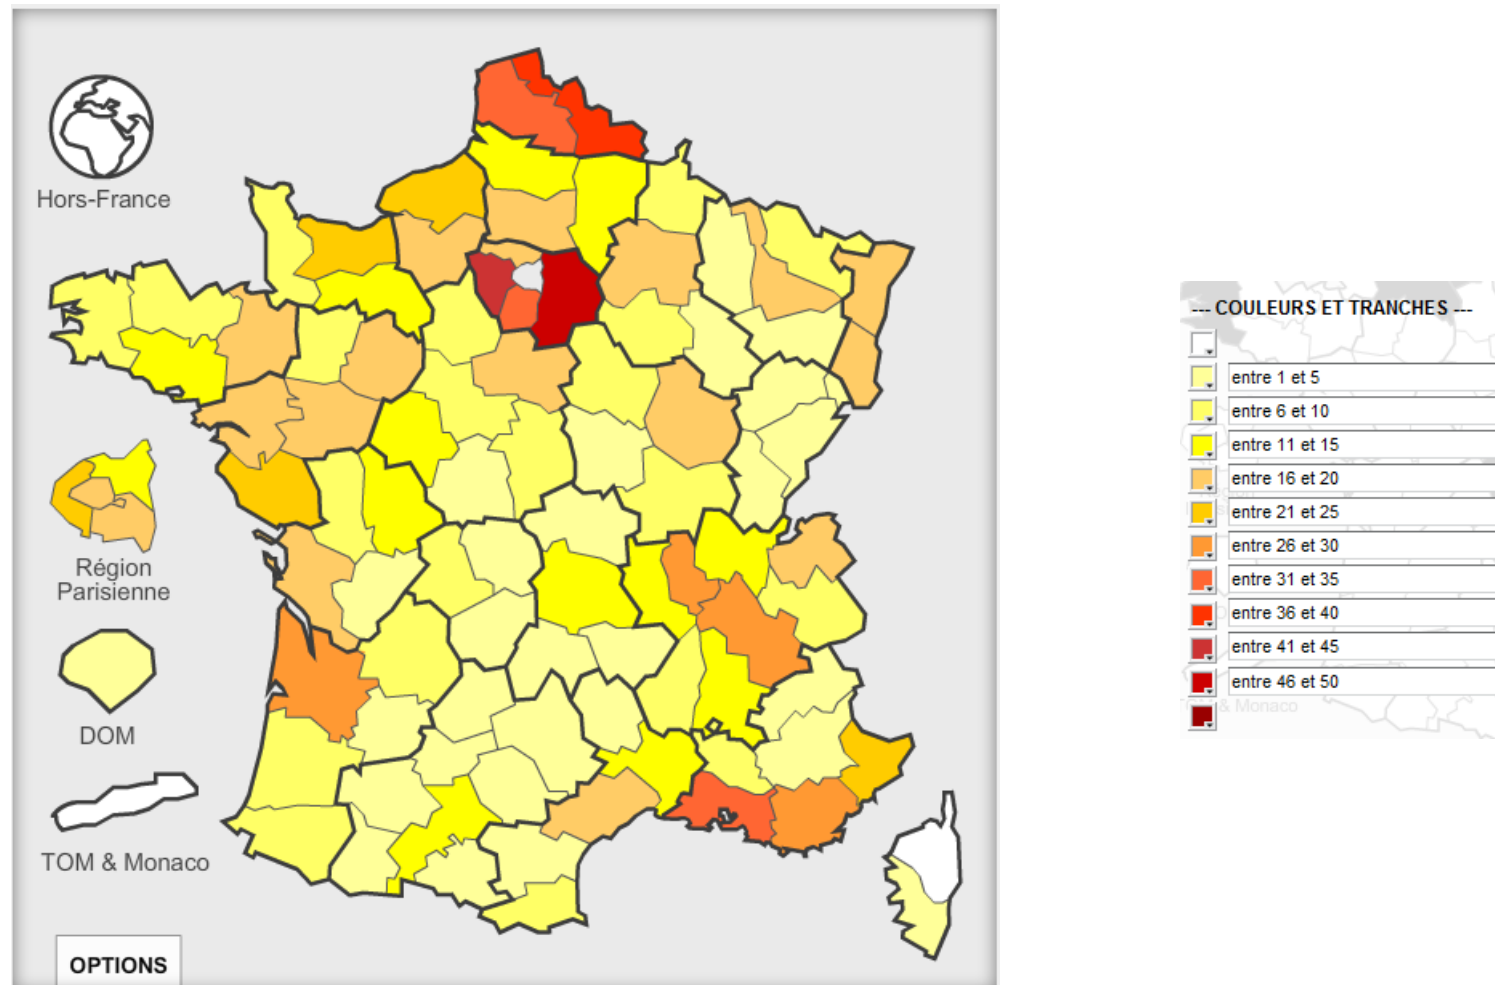 Hors-France
Région
Parisienne
DOM
TOM & Monaco
OPTIONS
--- COULEURS ET TRANCHES ---
entre 1 et 5
entre 6 et 10
entre 11 et 15
entre 16 et 20
entre 21 et 25
entre 26 et 30
entre 31 et 35
entre 36 et 40
entre 41 et 45
entre 46 et 50
& Monaco